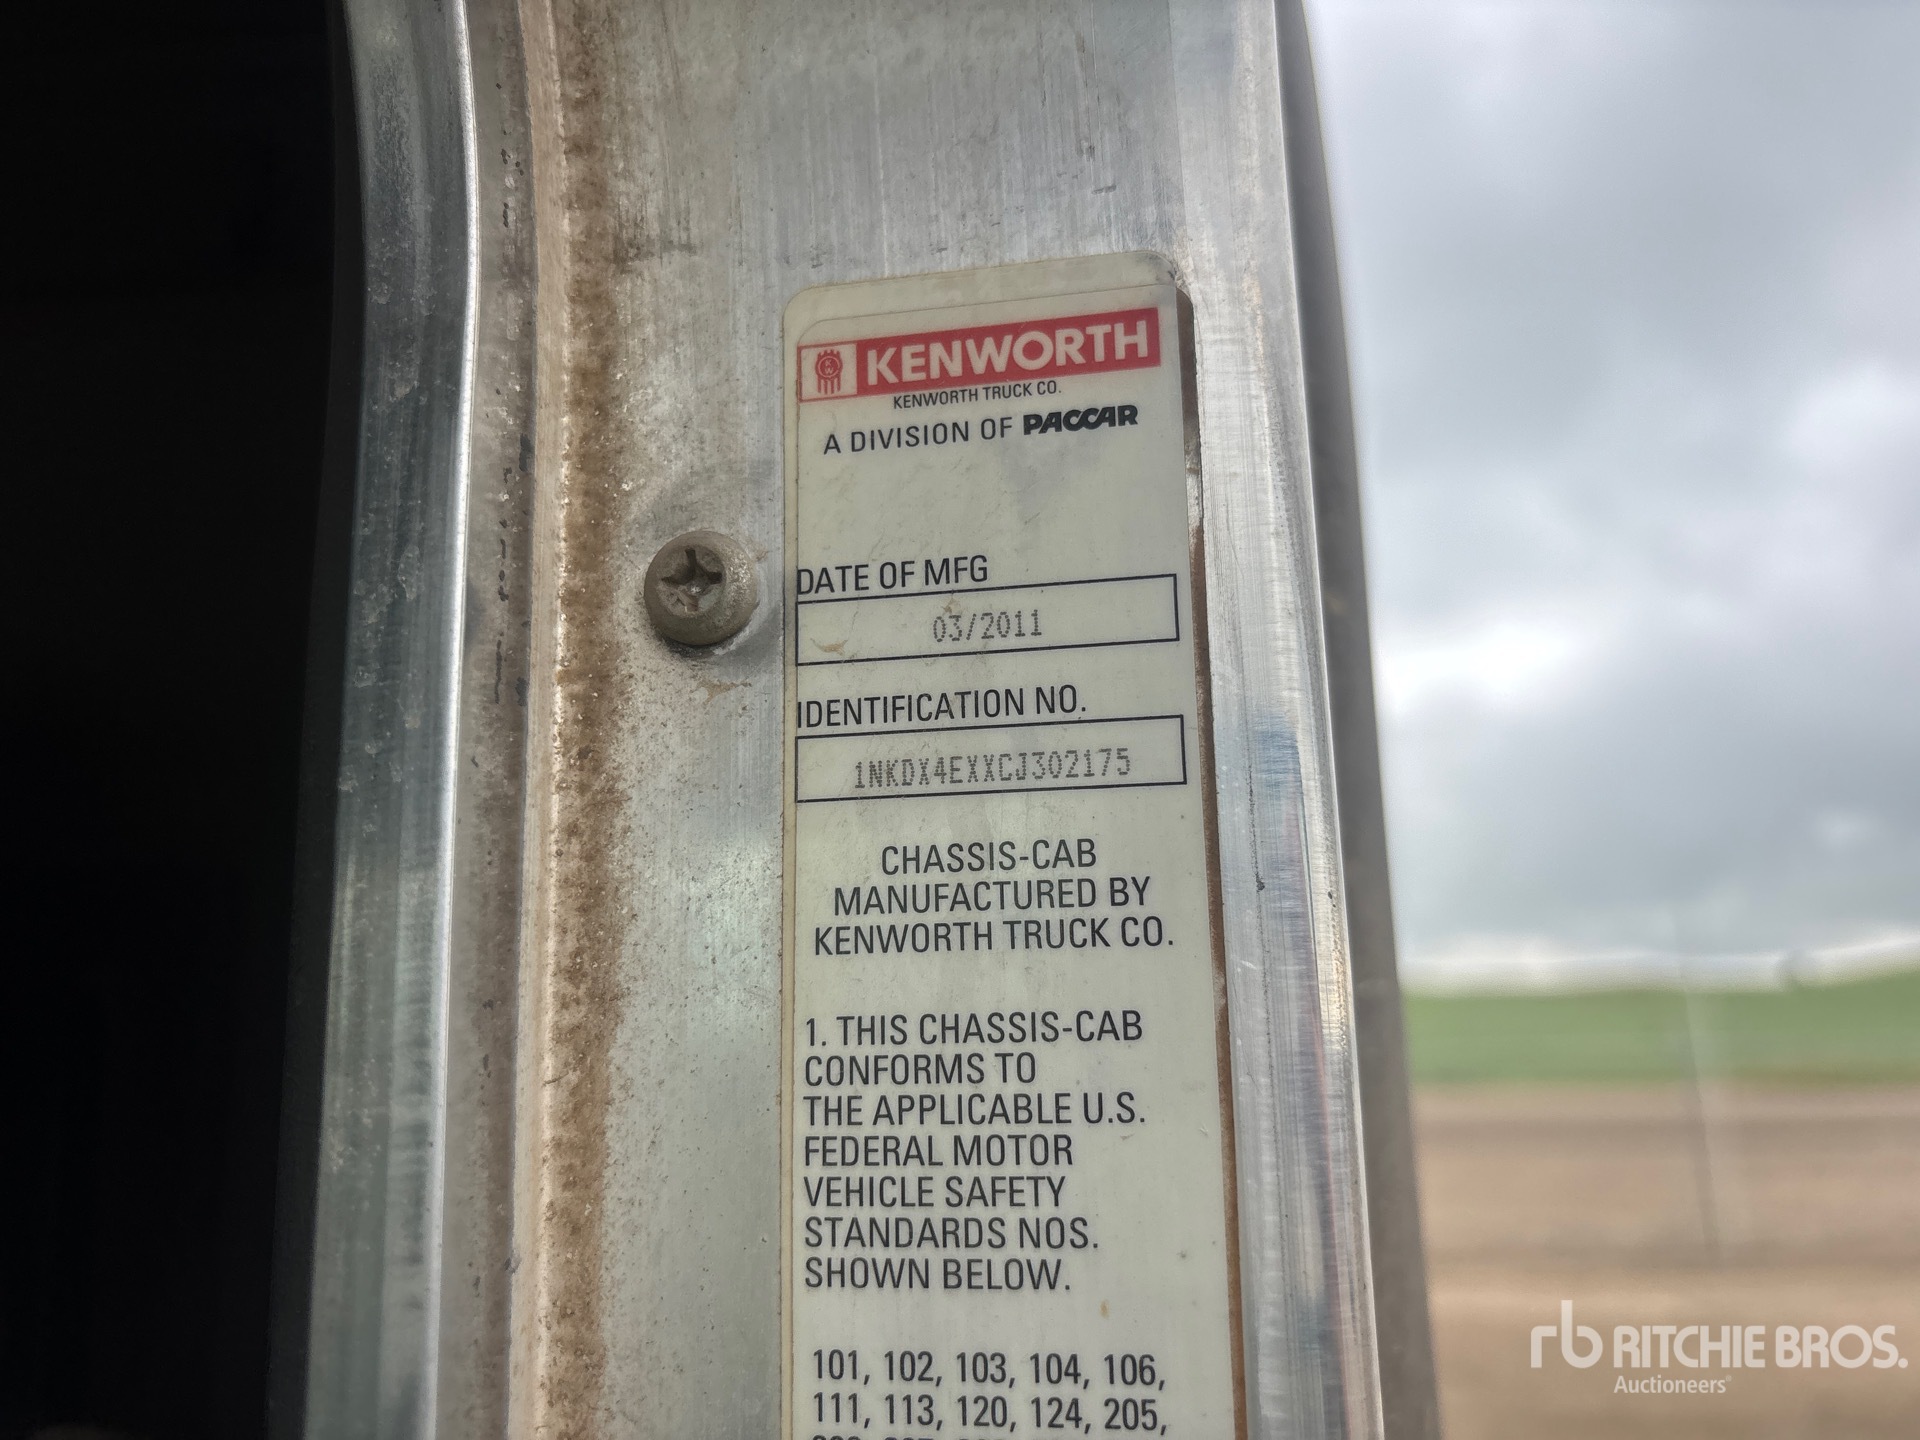 KENWORTH
KENWORTH TRUCK CO.
A DIVISION OF PACCAR
DATE OF MFG
03/2011
IDENTIFICATION NO.
1NKDX4EXXCJ302175
CHASSIS-CAB
MANUFACTURED BY
KENWORTH TRUCK CO.
1. THIS CHASSIS-CAB
CONFORMS TO
THE APPLICABLE U.S.
FEDERAL MOTOR
VEHICLE SAFETY
STANDARDS NOS.
SHOWN BELOW.
101, 102, 103, 104, 106,
111, 113, 120, 124, 205,
rb RITCHIE BROS.
Auctioneers